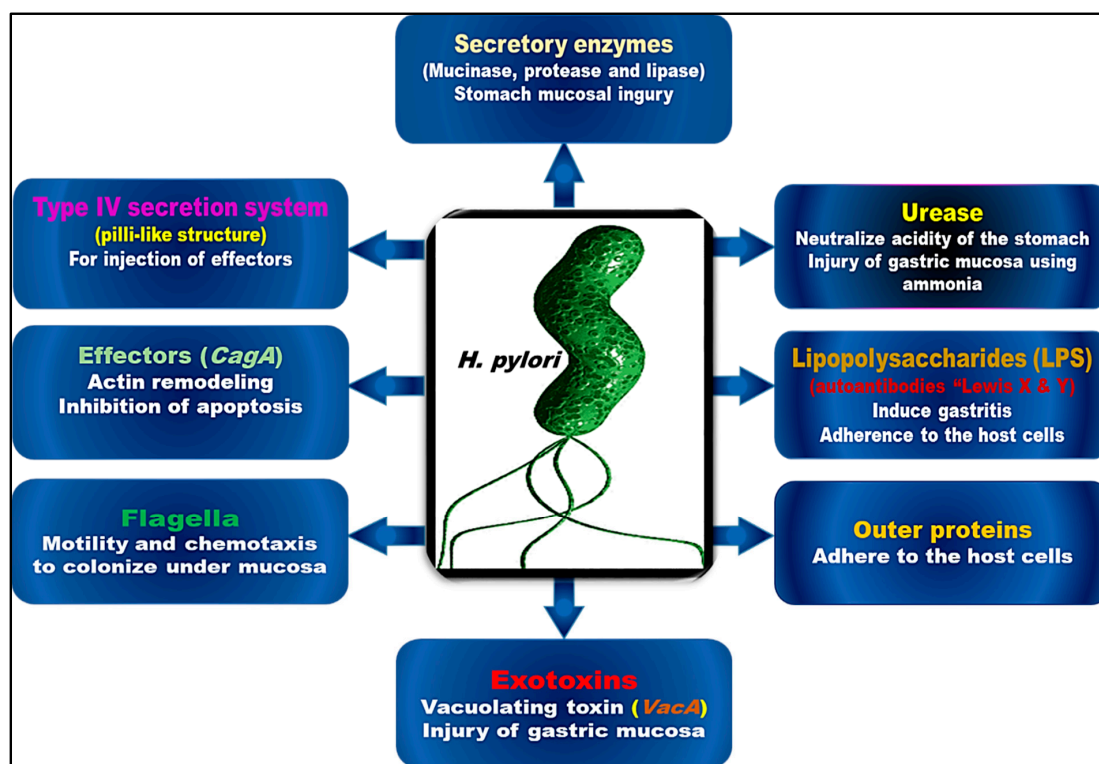 Secretory enzymes
(Mucinase, protease and lipase)
Stomach mucosal ingury
Type IV secretion system
(pilli-like structure)
For injection of effectors
Urease
Neutralize acidity of the stomach
Injury of gastric mucosa using
ammonia
H. pylori
Effectors (CagA)
Actin remodeling
Inhibition of apoptosis
Lipopolysaccharides (LPS)
(autoantibodies “Lewis X & Y)
Induce gastritis
Adherence to the host cells
Flagella
Motility and chemotaxis
to colonize under mucosa
Outer proteins
Adhere to the host cells
Exotoxins
Vacuolating toxin (VacA)
Injury of gastric mucosa